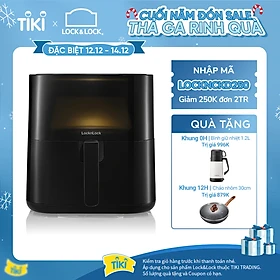 TIKI
LOCK&LOCK
CUỐI NĂM ĐÓN SALE
THẢ GA RINH QUÀ
ĐẶC BIỆT 12.12 - 14.12
NHẬP MÃ
Giảm 250K đơn 2TR
QUÀ TẶNG
Khung 0H | Bình giữ nhiệt 1.2L
Trị giá 996K
Khung 12H | Chảo nhôm 30cm
Trị giá 879K
Lock&Lock
TIKI
Kiểm tra giỏ hàng trước khi thanh toán nhé.
Áp dụng cho sản phẩm Lock&Lock thuộc TIKI TRADING.
Số lượng quà tặng và Coupon có hạn.